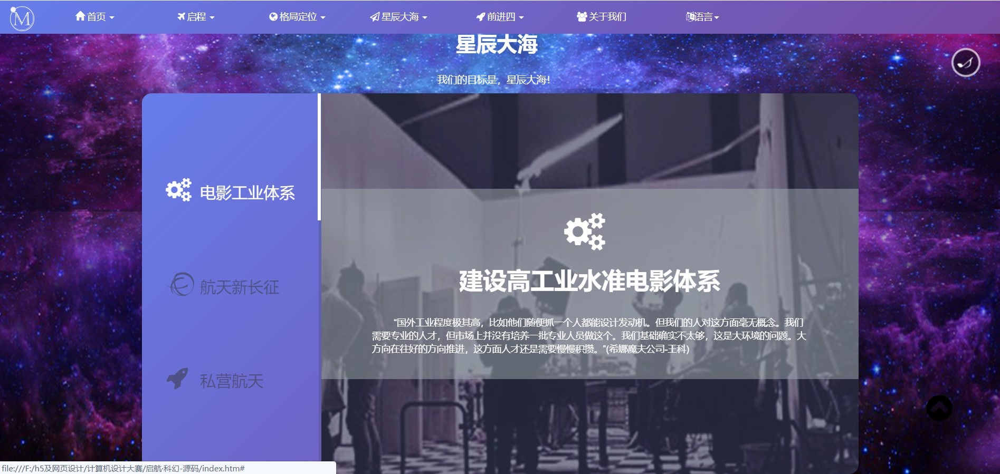 M
首页
启程
格局定位
星辰大海
前进四
关于我们
语言
星辰大海
我们的目标是，星辰大海！
电影工业体系
航天新长征
私营航天
建设高工业水准电影体系
“国外工业程度极其高，比如他们随便抓一个人都能设计发动机。但我们的人对这方面毫无概念。我们
需要专业的人才，但市场上并没有培养一批专业人员做这个。我们基础确实不太够，这是大环境的问题。大
方向在往好的方向推进，这方面人才还是需要慢慢积攒。”(希娜魔夫公司-王科)
file:///F:/h5及网页设计/计算机设计大赛/启航·科幻-源码/index.htm#